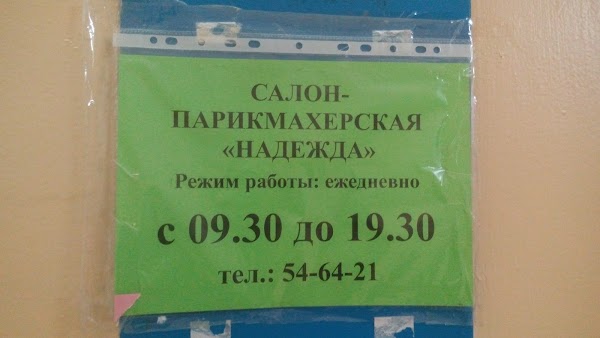 САЛОН-
ПАРИКМАХЕРСКАЯ
«НАДЕЖДА»
Режим работы: ежедневно
с 09.30 до 19.30
тел.: 54-64-21